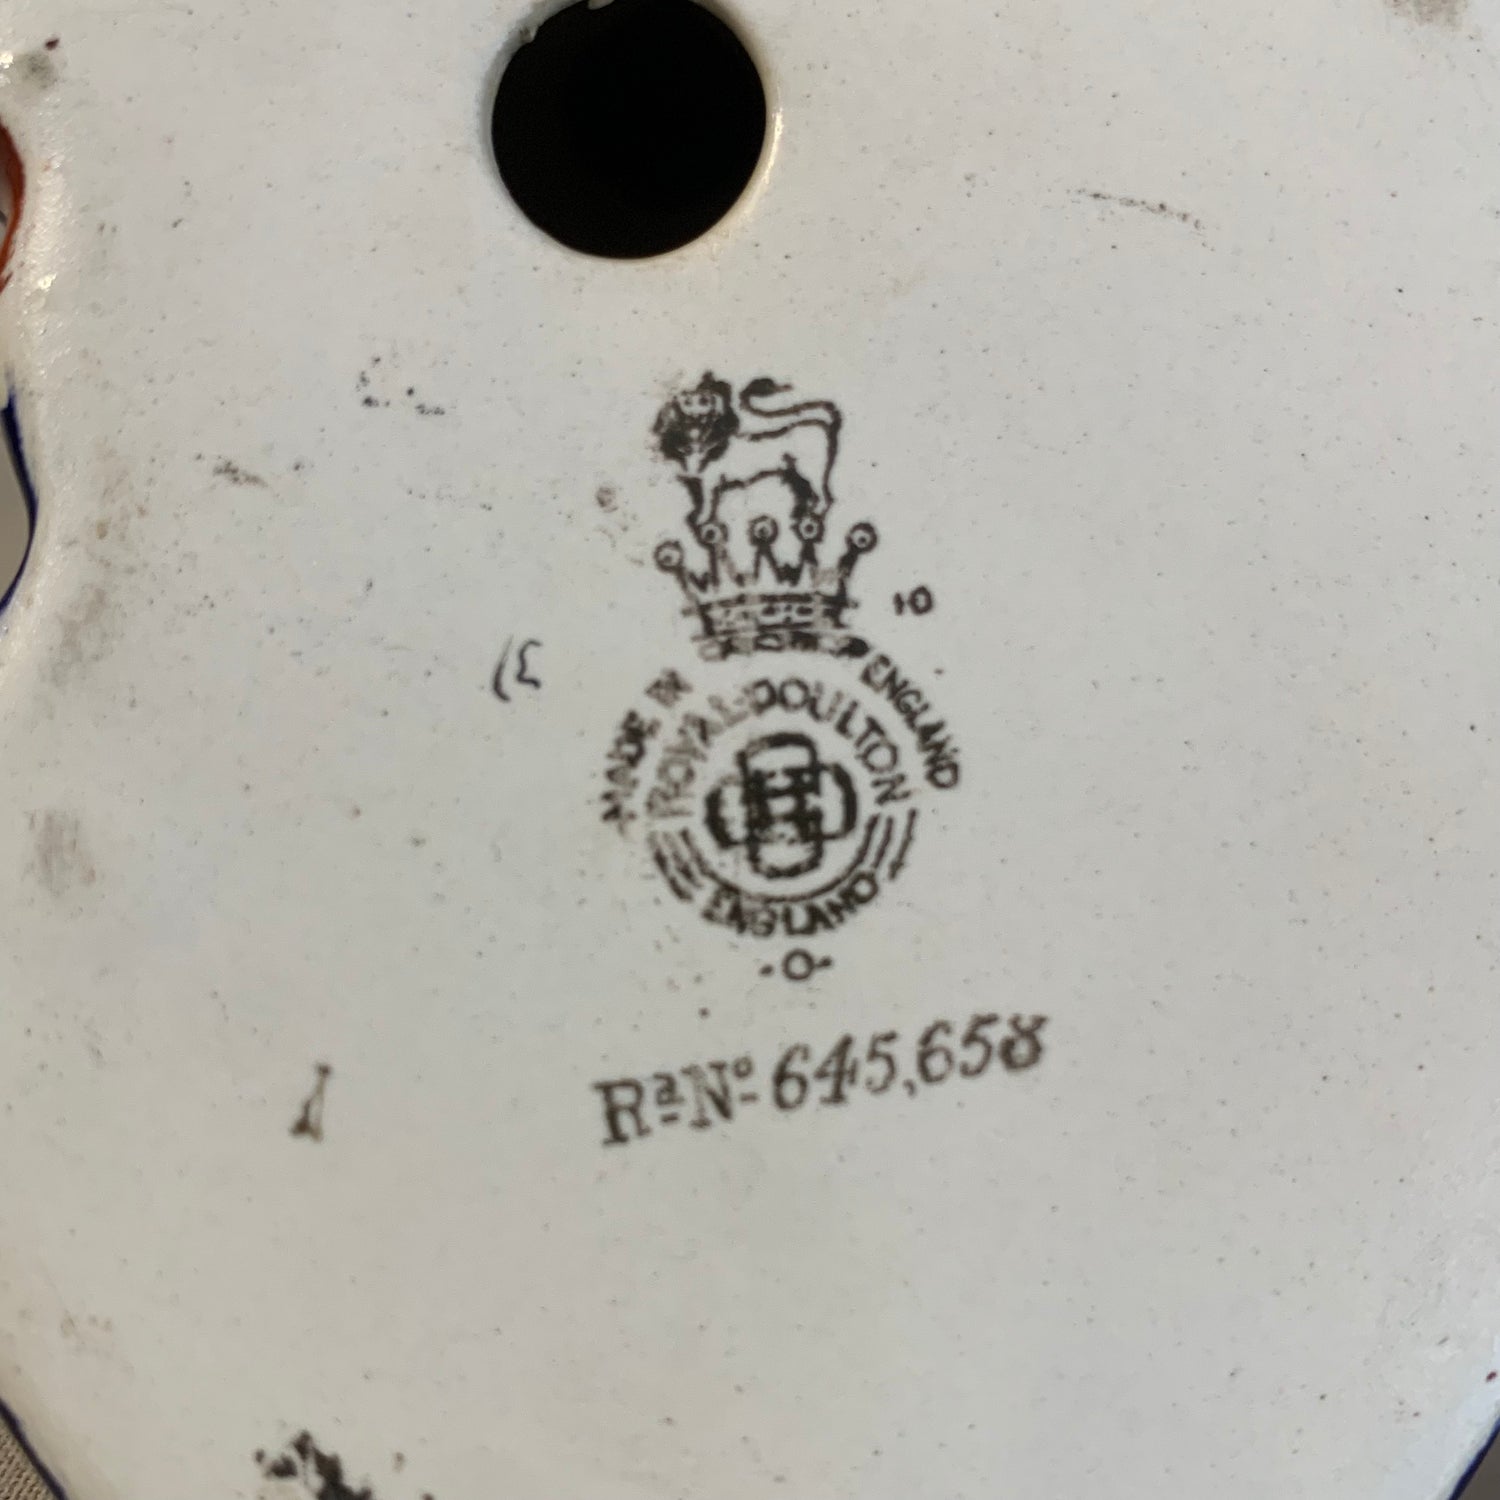 10
MADE IN ENGLAND
ROYAL-DOULTON
ENGLAND
·O·
Rd No 645,658